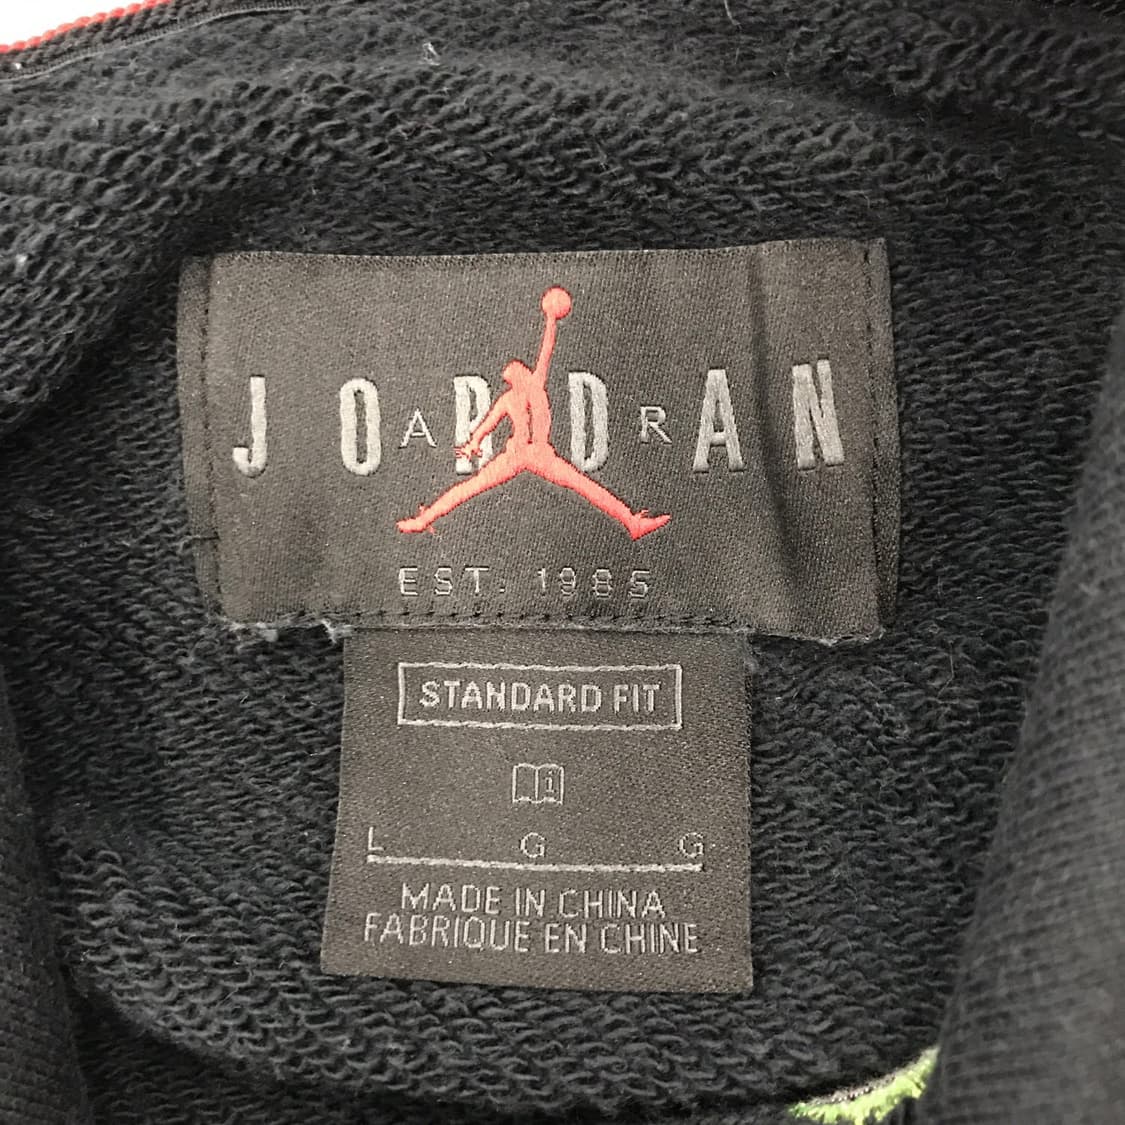 JORDAN
AIR
EST. 1985
STANDARD FIT
i
L G G
MADE IN CHINA
FABRIQUE EN CHINE